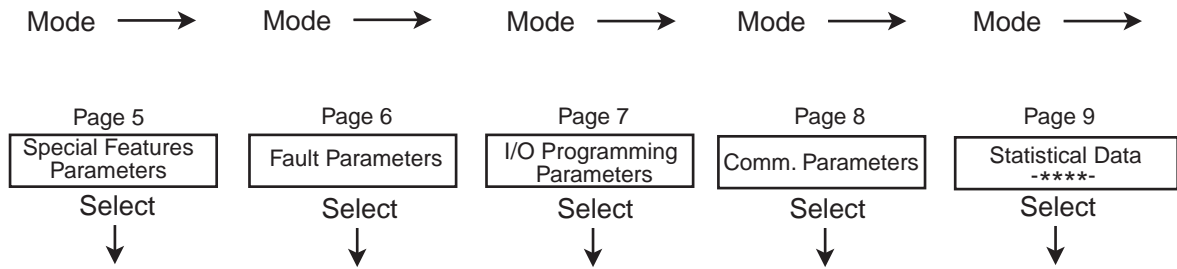 Mode Mode Mode Mode Mode
Page 5 Page 6 Page 7 Page 8 Page 9
Special Features
Parameters
Fault Parameters
I/O Programming
Parameters
Comm. Parameters
Statistical Data
-****-
Select Select Select Select Select